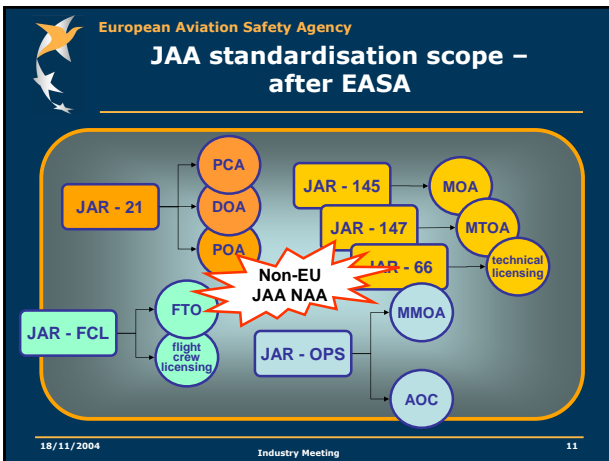 European Aviation Safety Agency
JAA standardisation scope –
after EASA
PCA
JAR - 21
DOA
POA
JAR - 145
MOA
JAR - 147
MTOA
JAR - 66
technical
licensing
Non-EU
JAA NAA
JAR - FCL
FTO
flight
crew
licensing
JAR - OPS
MMOA
AOC
18/11/2004
Industry Meeting
11